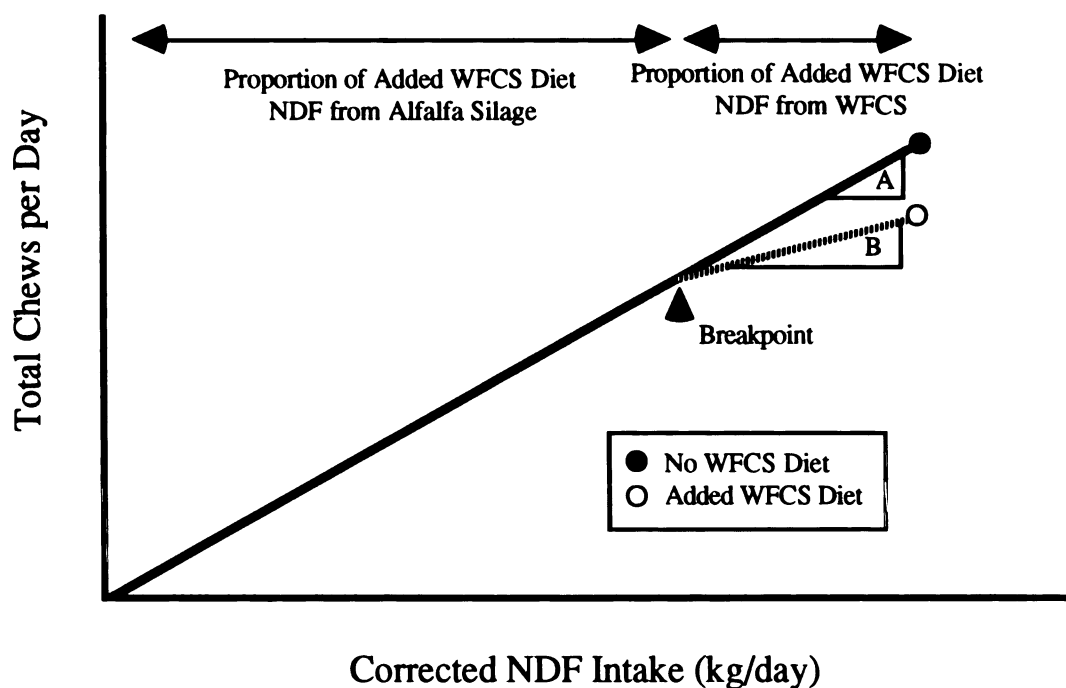 Proportion of Added WFCS Diet
NDF from Alfalfa Silage
Proportion of Added WFCS Diet
NDF from WFCS
Total Chews per Day
A
B
Breakpoint
No WFCS Diet
Added WFCS Diet
Corrected NDF Intake (kg/day)